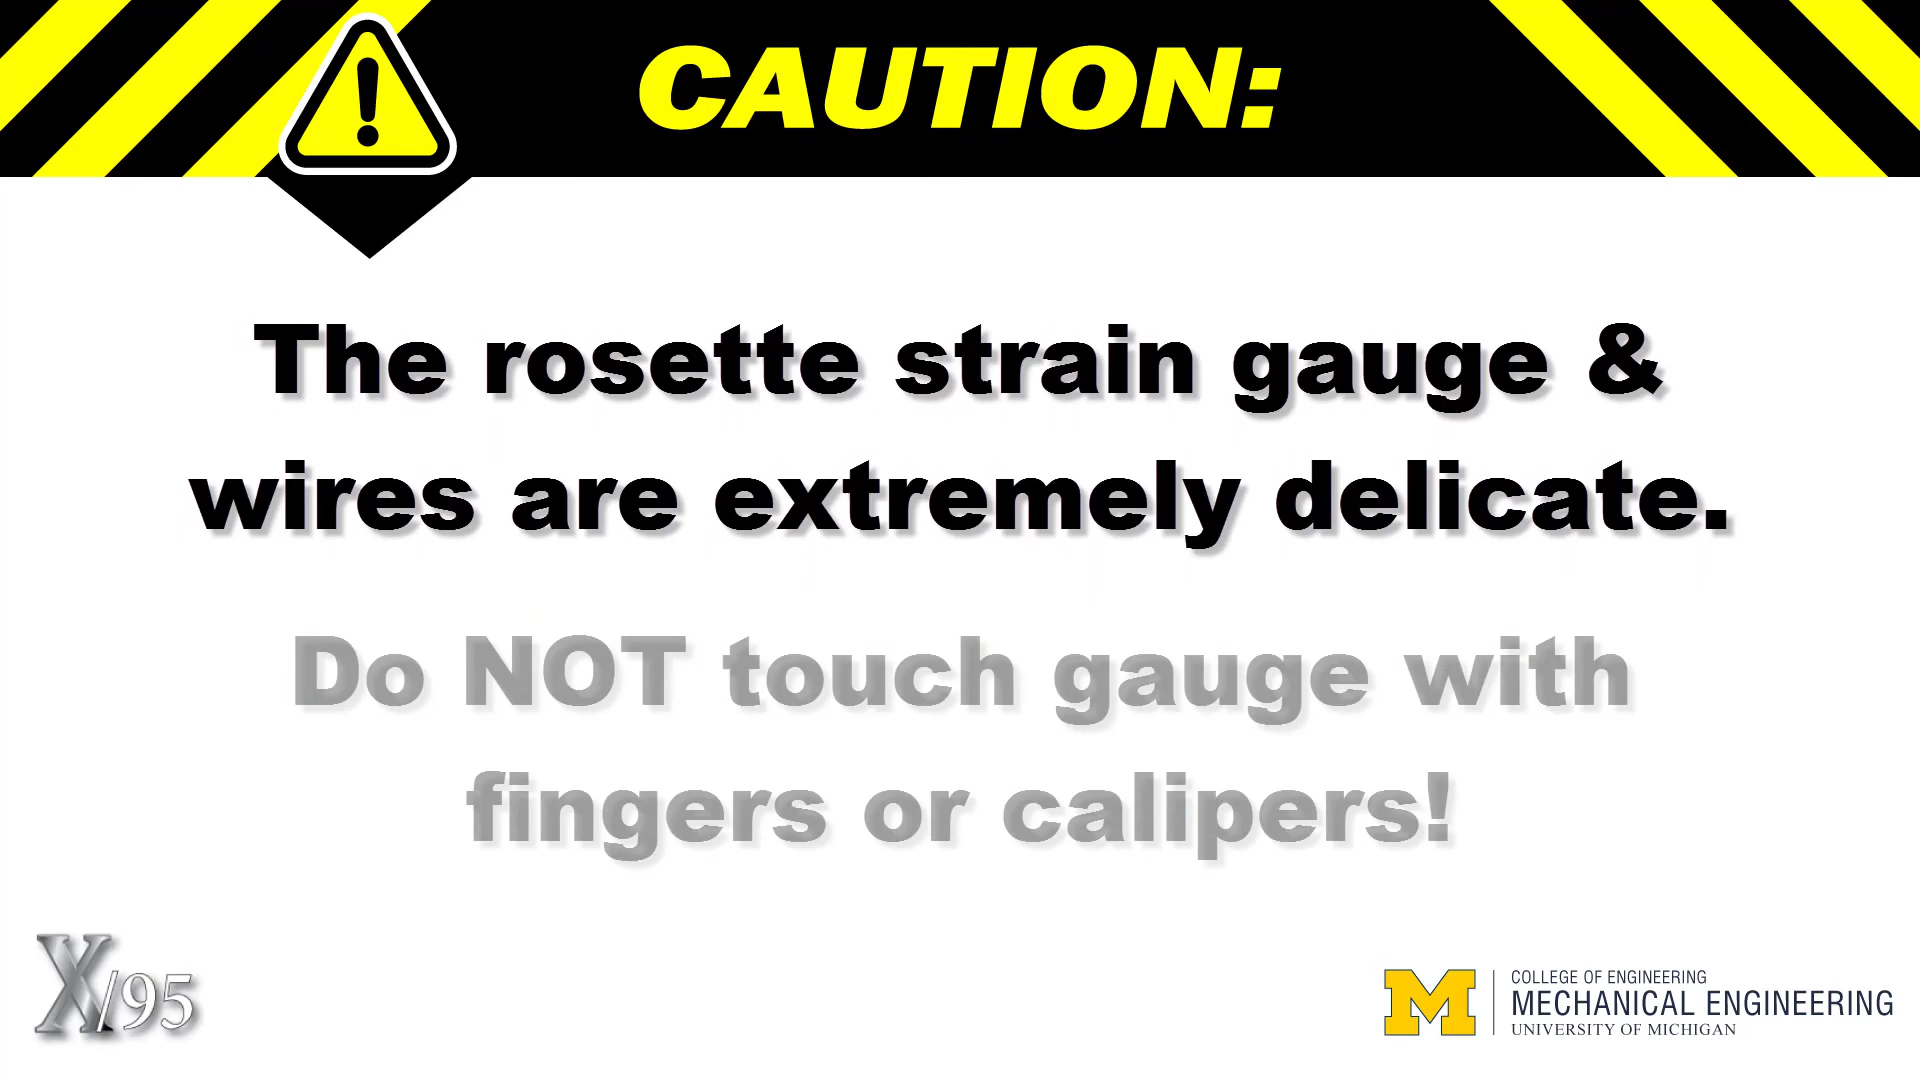 CAUTION:
The rosette strain gauge &
wires are extremely delicate.
Do NOT touch gauge with
fingers or calipers!
X/95
M
COLLEGE OF ENGINEERING
MECHANICAL ENGINEERING
UNIVERSITY OF MICHIGAN